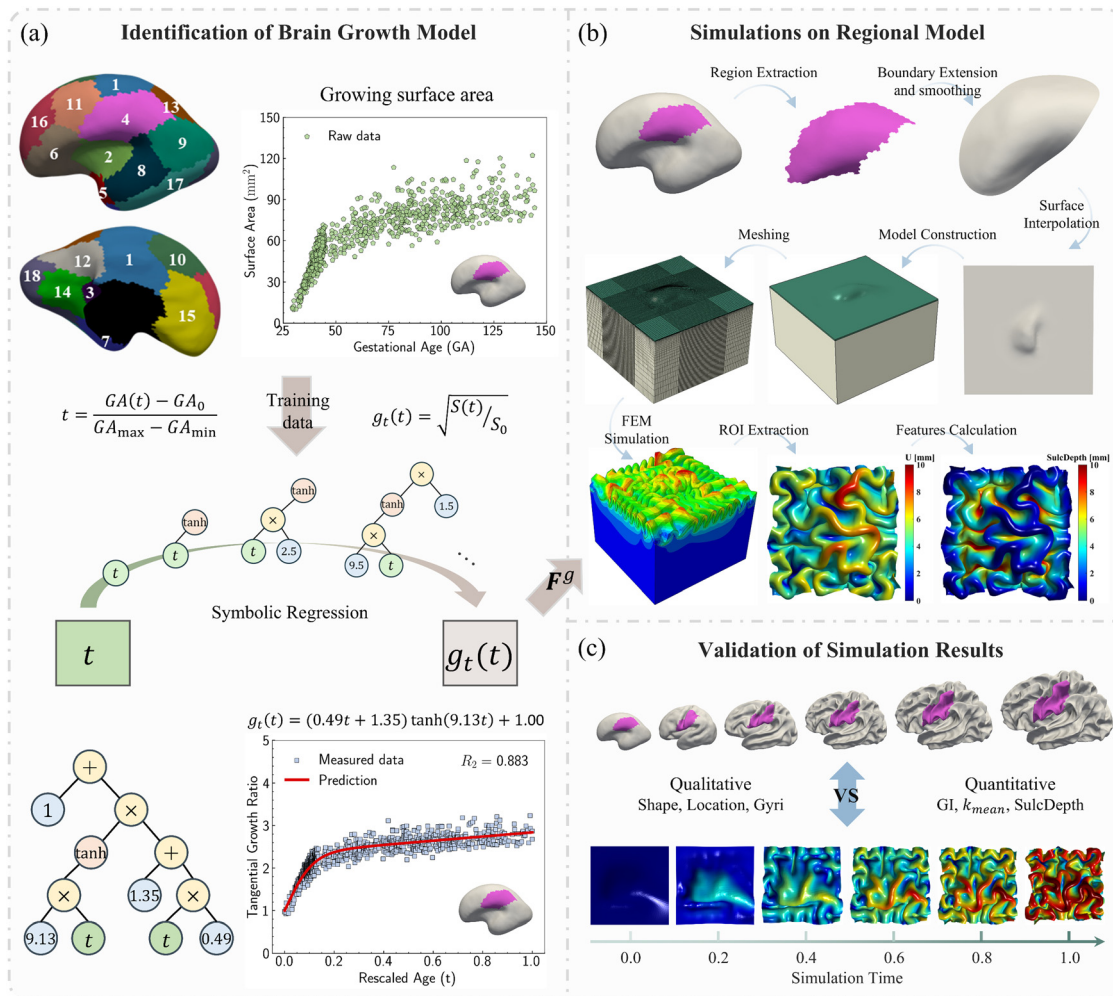 (a) Identification of Brain Growth Model
1
11
13
16
4
9
6
2
8
5
17
12
1
10
18
14
3
15
7
Growing surface area
Raw data
150
120
90
60
30
0
Surface Area (mm²)
25 50 75 100 125 150
Gestational Age (GA)
t = (GA(t) − GA₀) / (GA_max − GA_min)
Training
data
g_t(t) = √(S(t)/S₀)
t
tanh
t
tanh
×
t 2.5
×
tanh 1.5
×
9.5 t
...
Symbolic Regression
t
g_t(t)
F^g
g_t(t) = (0.49t + 1.35) tanh(9.13t) + 1.00
+
1 ×
tanh +
× 1.35 ×
9.13 t t 0.49
Measured data
Prediction
R₂ = 0.883
5
4
3
2
1
0
Tangential Growth Ratio
0.0 0.2 0.4 0.6 0.8 1.0
Rescaled Age (t)
(b) Simulations on Regional Model
Region Extraction
Boundary Extension
and smoothing
Surface
Interpolation
Model Construction
Meshing
FEM
Simulation
ROI Extraction
Features Calculation
U [mm]
10
8
6
4
2
0
SulcDepth [mm]
10
8
6
4
2
0
(c) Validation of Simulation Results
Qualitative
Shape, Location, Gyri
VS
Quantitative
GI, k_mean, SulcDepth
0.0 0.2 0.4 0.6 0.8 1.0
Simulation Time